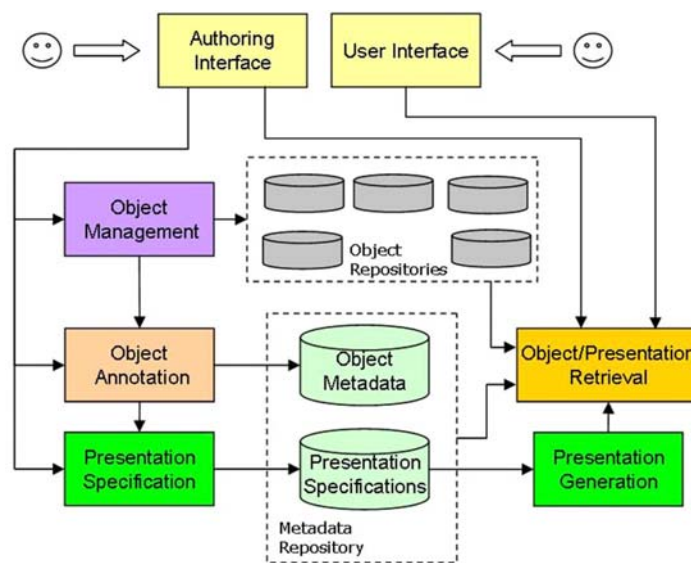 Authoring
Interface
User Interface
Object
Management
Object
Repositories
Object
Annotation
Object
Metadata
Object/Presentation
Retrieval
Presentation
Specification
Presentation
Specifications
Presentation
Generation
Metadata
Repository